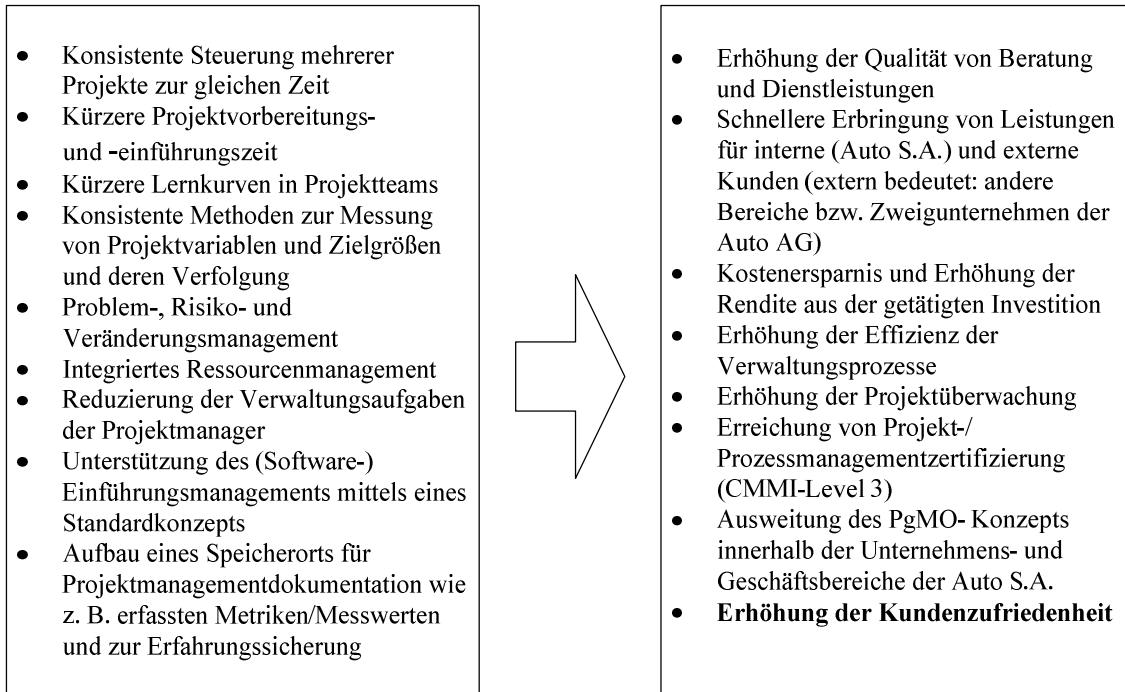 • Konsistente Steuerung mehrerer
Projekte zur gleichen Zeit
• Kürzere Projektvorbereitungs-
und -einführungszeit
• Kürzere Lernkurven in Projektteams
• Konsistente Methoden zur Messung
von Projektvariablen und Zielgrößen
und deren Verfolgung
• Problem-, Risiko- und
Veränderungsmanagement
• Integriertes Ressourcenmanagement
• Reduzierung der Verwaltungsaufgaben
der Projektmanager
• Unterstützung des (Software-)
Einführungsmanagements mittels eines
Standardkonzepts
• Aufbau eines Speicherorts für
Projektmanagementdokumentation wie
z. B. erfassten Metriken/Messwerten
und zur Erfahrungssicherung
• Erhöhung der Qualität von Beratung
und Dienstleistungen
• Schnellere Erbringung von Leistungen
für interne (Auto S.A.) und externe
Kunden (extern bedeutet: andere
Bereiche bzw. Zweigunternehmen der
Auto AG)
• Kostenersparnis und Erhöhung der
Rendite aus der getätigten Investition
• Erhöhung der Effizienz der
Verwaltungsprozesse
• Erhöhung der Projektüberwachung
• Erreichung von Projekt-/
Prozessmanagementzertifizierung
(CMMI-Level 3)
• Ausweitung des PgMO- Konzepts
innerhalb der Unternehmens- und
Geschäftsbereiche der Auto S.A.
• Erhöhung der Kundenzufriedenheit